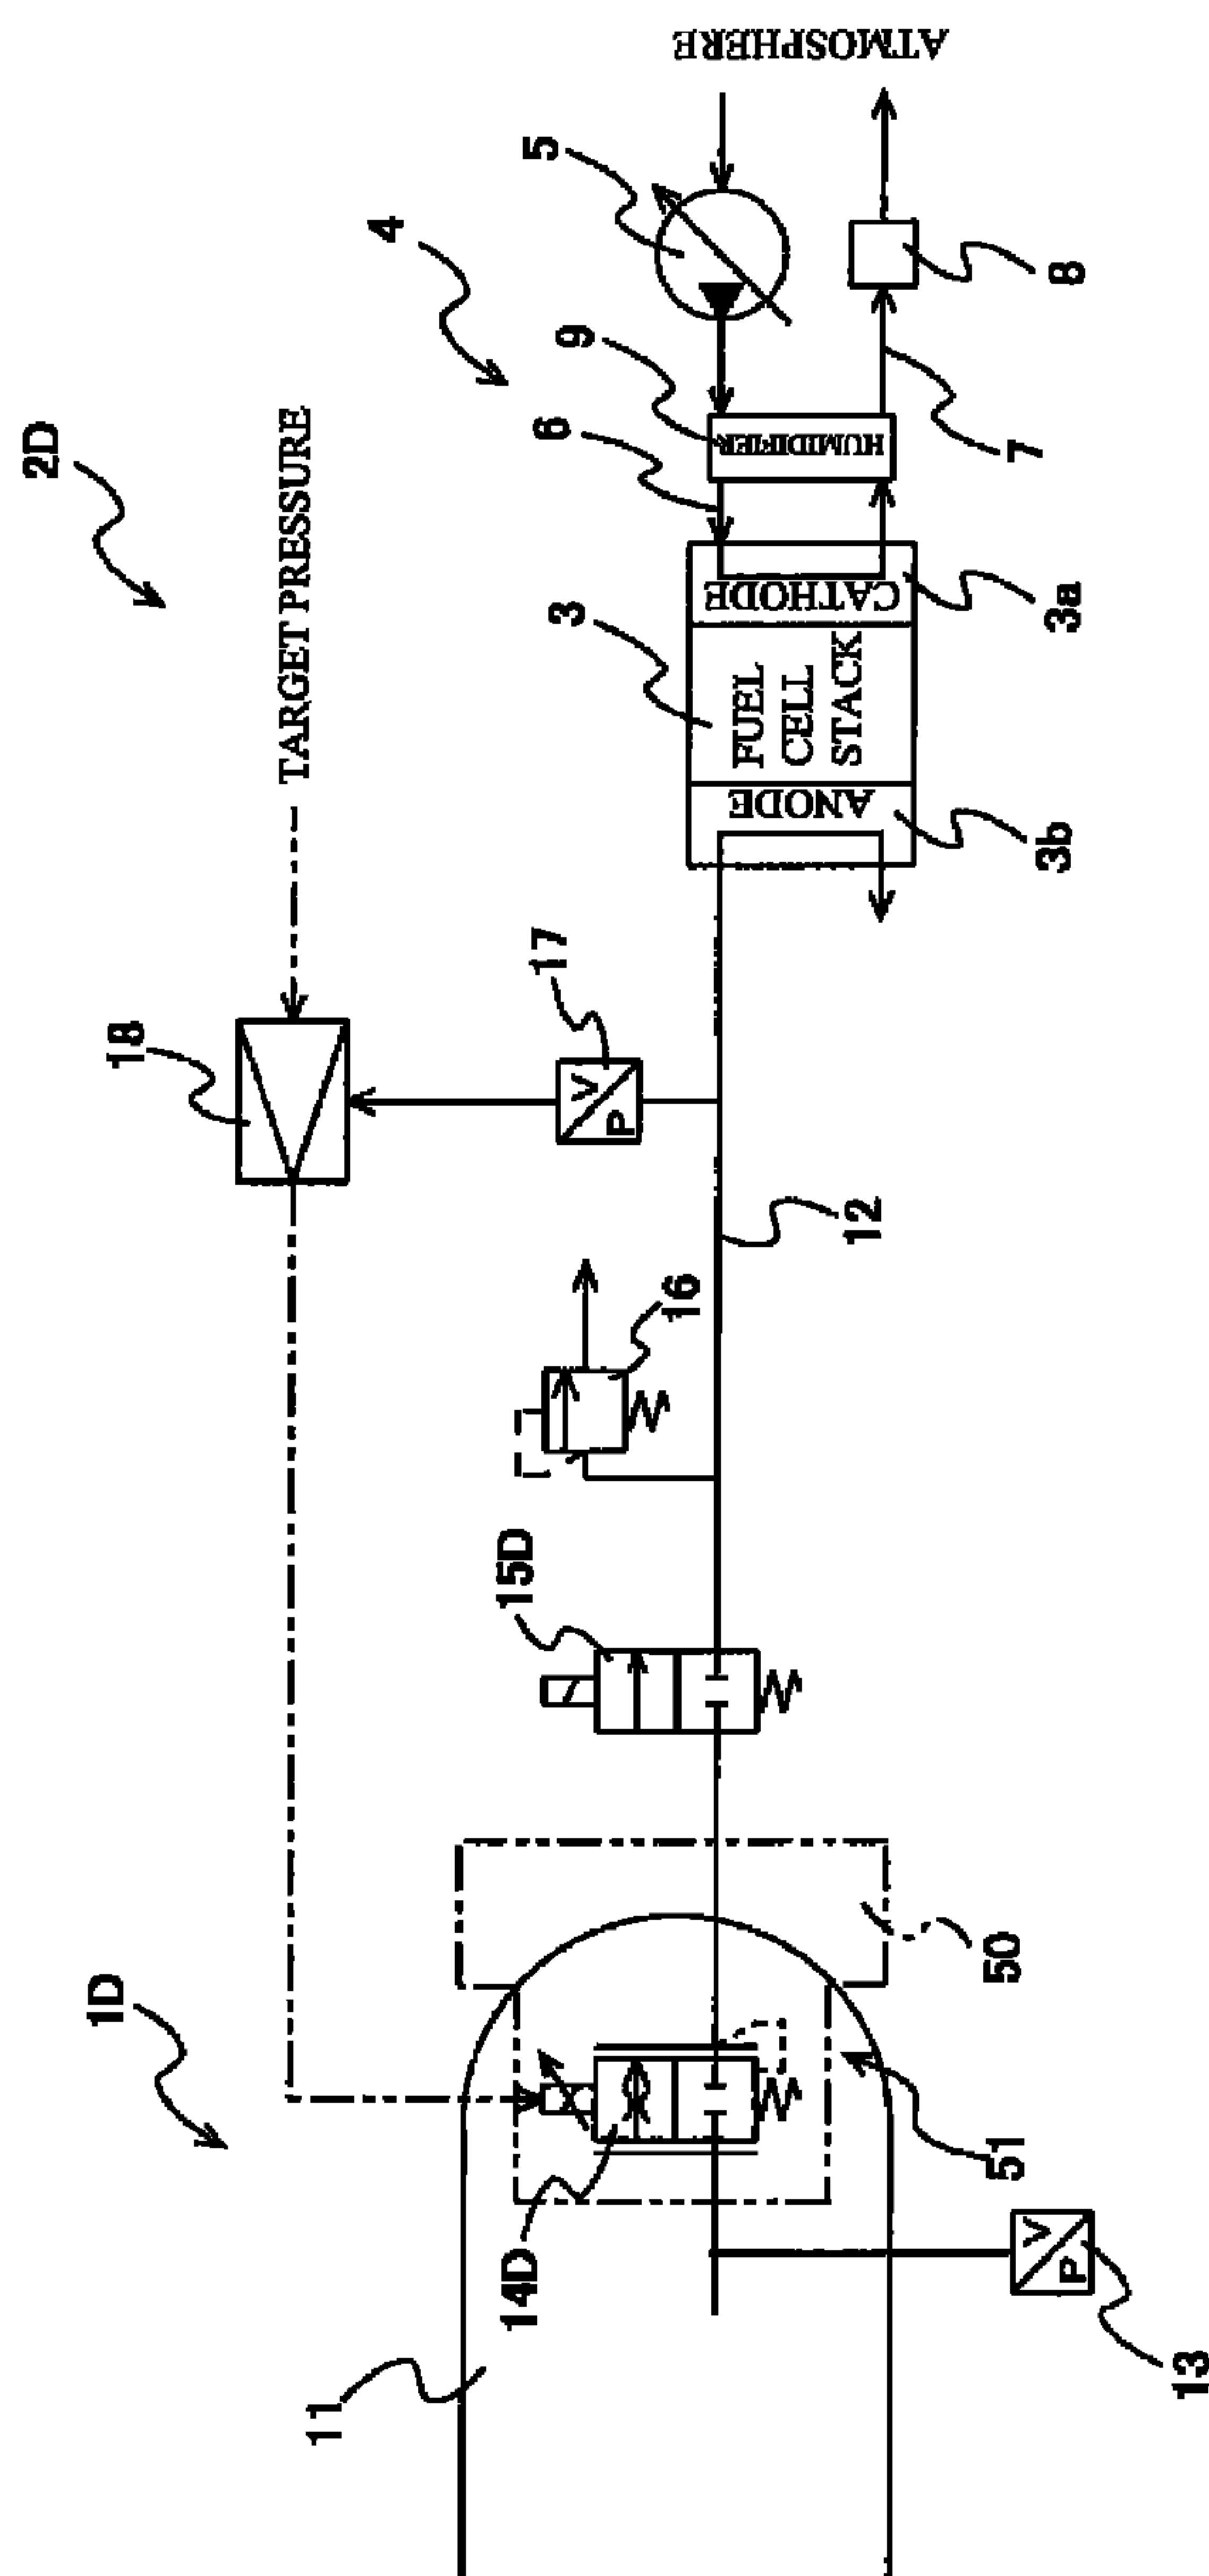 2D
1D
18
TARGET PRESSURE
11
4
14D
15D
17
3
6
9
5
16
V
P
FUEL
CELL
STACK
ANODE
CATHODE
HUMIDIFIER
ATMOSPHERE
12
51
50
3b
3a
7
8
V
P
13